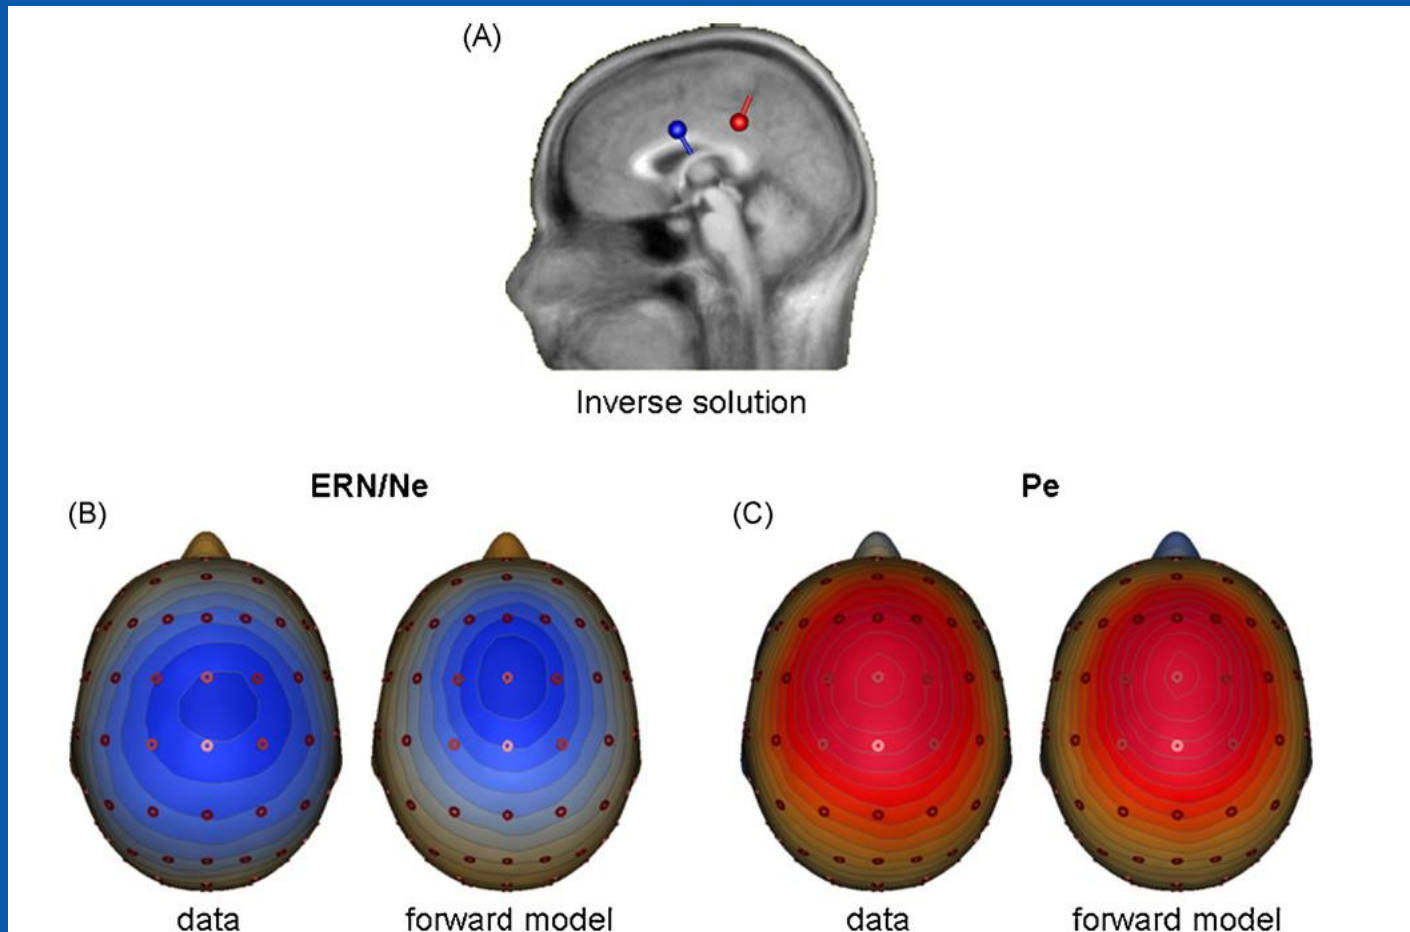 (A)
Inverse solution
ERN/Ne
Pe
(B)
(C)
data
forward model
data
forward model